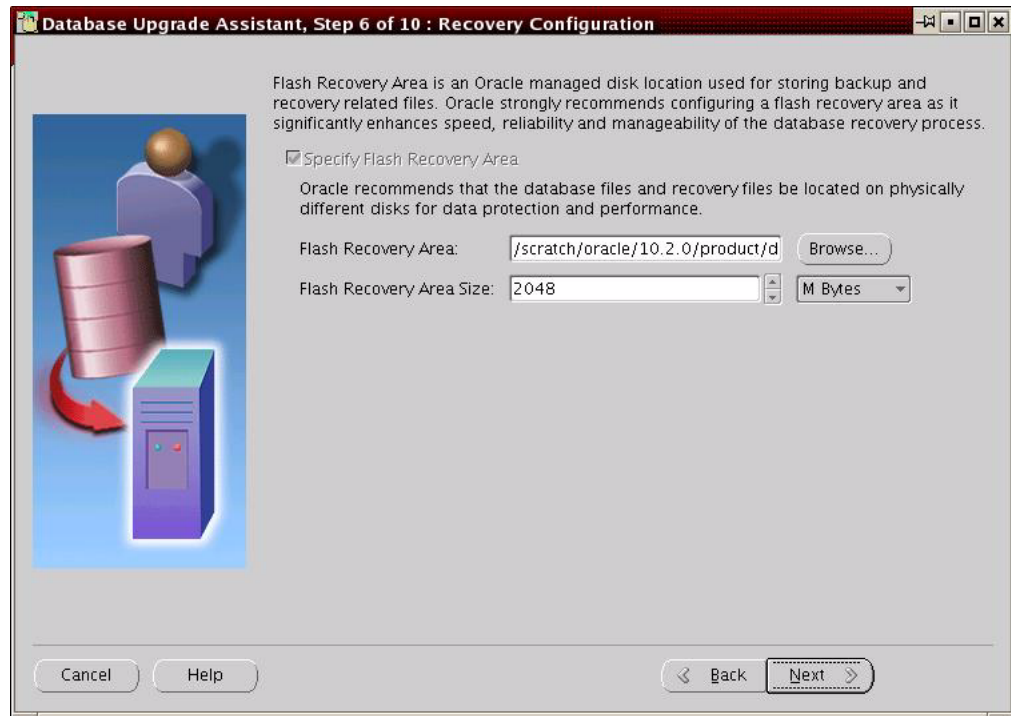 Database Upgrade Assistant, Step 6 of 10 : Recovery Configuration
Flash Recovery Area is an Oracle managed disk location used for storing backup and
recovery related files. Oracle strongly recommends configuring a flash recovery area as it
significantly enhances speed, reliability and manageability of the database recovery process.
Specify Flash Recovery Area
Oracle recommends that the database files and recovery files be located on physically
different disks for data protection and performance.
Flash Recovery Area: /scratch/oracle/10.2.0/product/d Browse...
Flash Recovery Area Size: 2048 M Bytes
Cancel Help Back Next